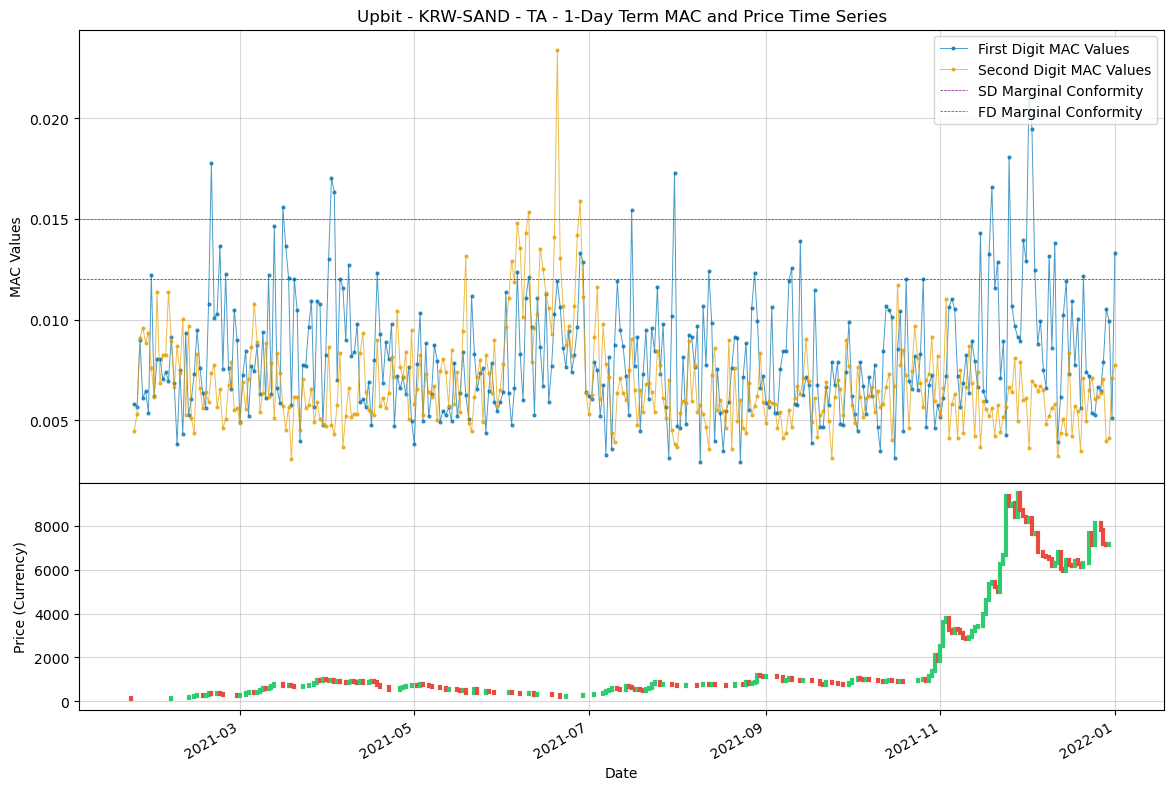 Upbit - KRW-SAND - TA - 1-Day Term MAC and Price Time Series
First Digit MAC Values
Second Digit MAC Values
SD Marginal Conformity
FD Marginal Conformity
MAC Values
0.020
0.015
0.010
0.005
Price (Currency)
8000
6000
4000
2000
0
2021-03
2021-05
2021-07
2021-09
2021-11
2022-01
Date